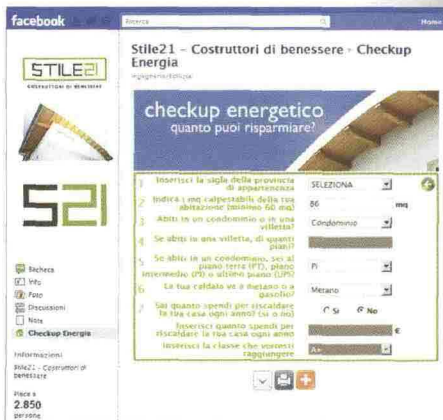 facebook
Ricerca
Home
STILE21
COSTRUTTORI DI BENESSERE
Stile21 - Costruttori di benessere - Checkup
Energia
Ingegneria/Edilizia
checkup energetico
quanto puoi risparmiare?
S21
1 Inserisci la sigla della provincia
di appartenenza
SELEZIONA
2 Indica i mq calpestabili della tua
abitazione (minimo 60 mq)
86 mq
3 Abiti in un condominio o in una
villetta?
Condominio
4 Se abiti in una villetta, di quanti
piani?
5 Se abiti in un condominio, sei al
piano terra (PT), piano
intermedio (PI) o ultimo piano (UP)?
PI
6 La tua caldaia va a metano o a
gasolio?
Metano
7 Sai quanto spendi per riscaldare
la tua casa ogni anno? (si o no)
Si No
Inserisci quanto spendi per
riscaldare la tua casa ogni anno
€
Inserisci la classe che vorresti
raggiungere
A+
Bacheca
Info
Foto
Discussioni
Note
Checkup Energia
Informazioni
Stile21 - Costruttori di
benessere
Piace a
2.850
persone